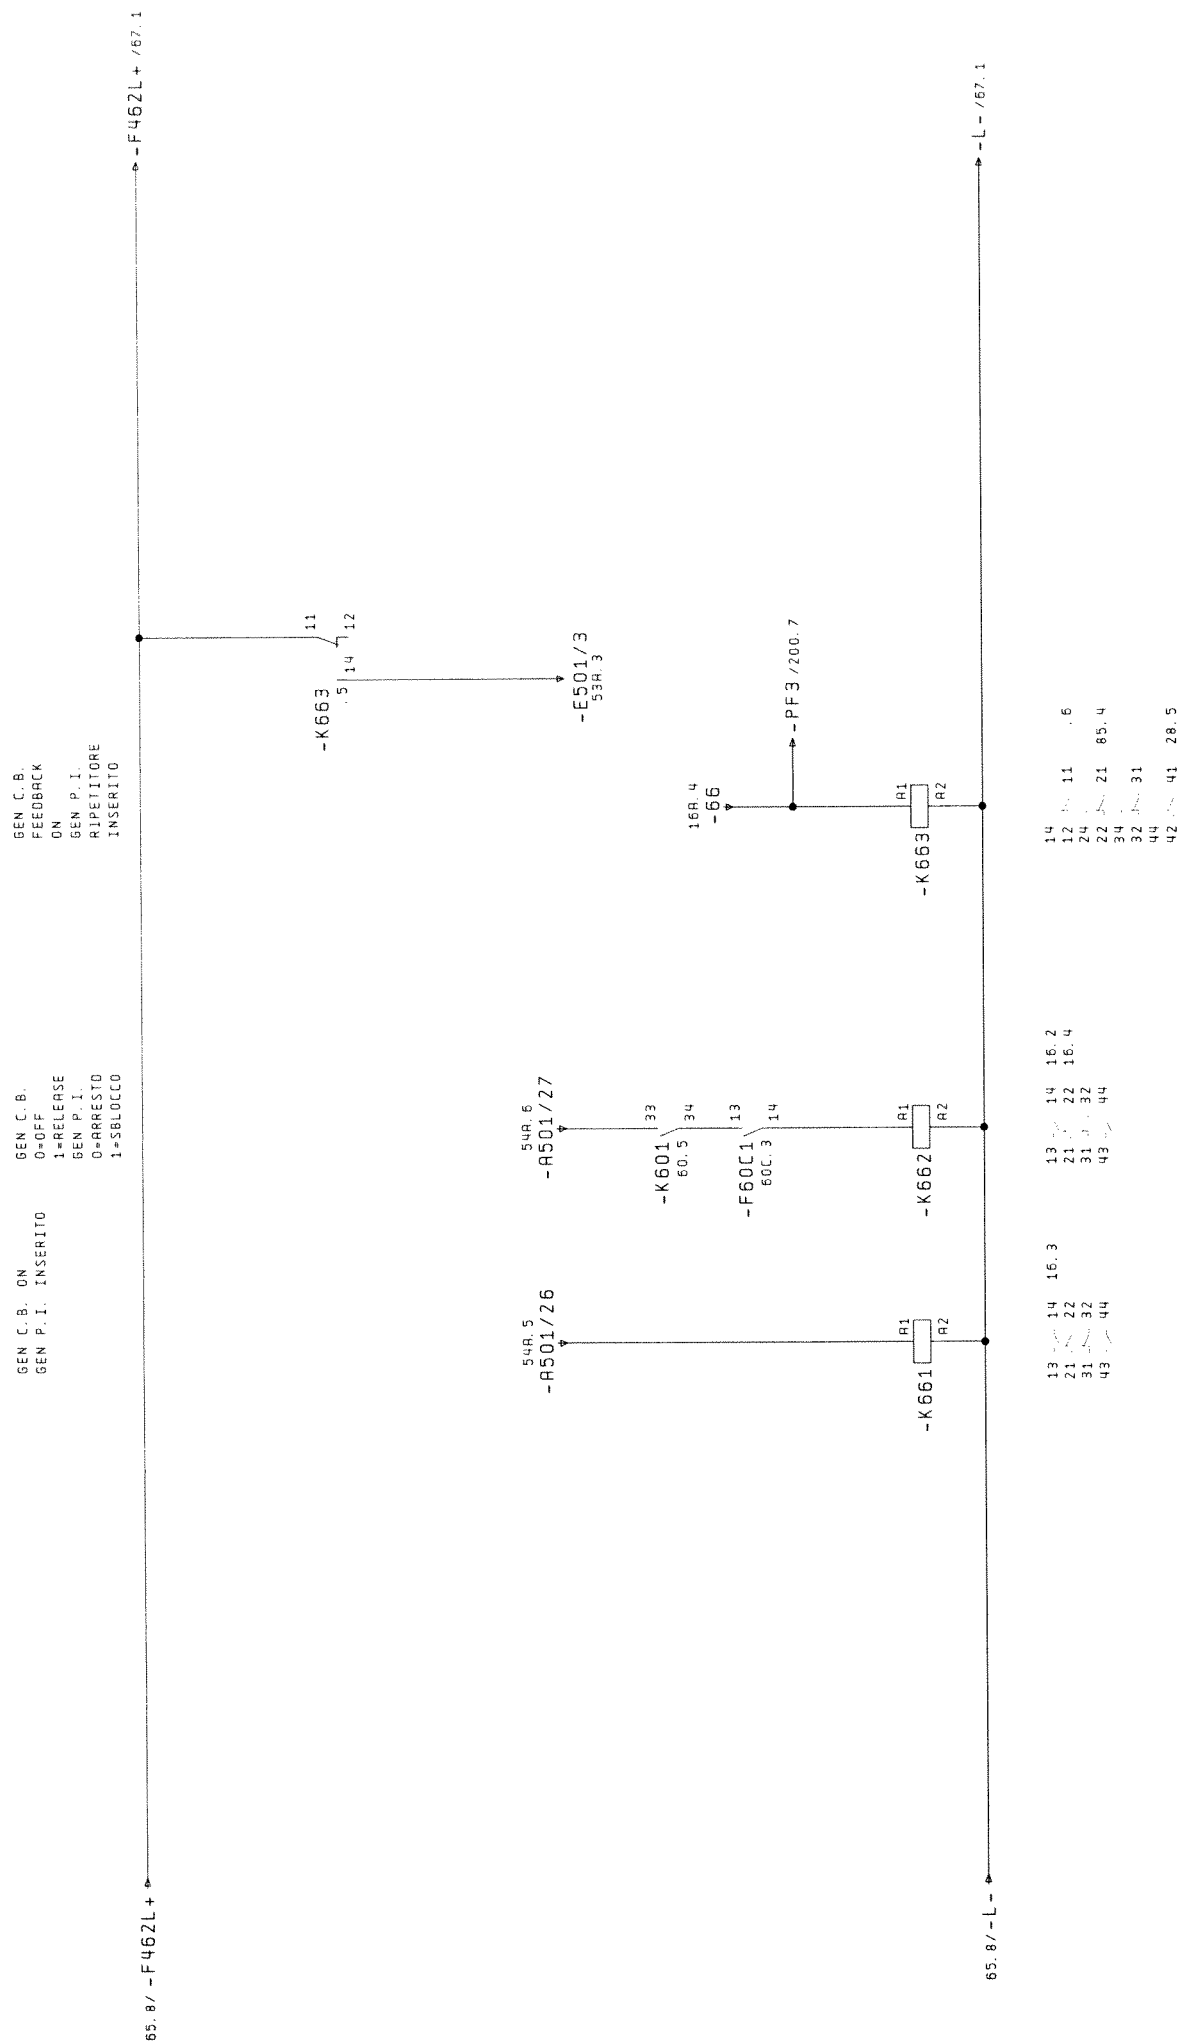 GEN C.B. ON
GEN P.I. INSERITO
GEN C.B.
0=OFF
1=RELEASE
GEN P.I.
0=ARRESTO
1=SBLOCCO
GEN C.B.
FEEDBACK
ON
GEN P.I.
RIPETITORE
INSERITO
65.8/ -F462L+
-F462L+ /67.1
-K663
.5
11
14
12
-E501/3
53A.3
54A.5
-A501/26
54A.6
-A501/27
-K601
60.5
33
34
-F60C1
60C.3
13
14
16A.4
-66
-PF3 /200.7
-K661
A1
A2
-K662
A1
A2
-K663
A1
A2
65.8/ -L-
-L- /67.1
13 14 16.3
21 22
31 32
43 44
13 14 16.2
21 22 16.4
31 32
43 44
14
12 11 .6
24
22 21 85.4
34
32 31
44
42 41 28.5